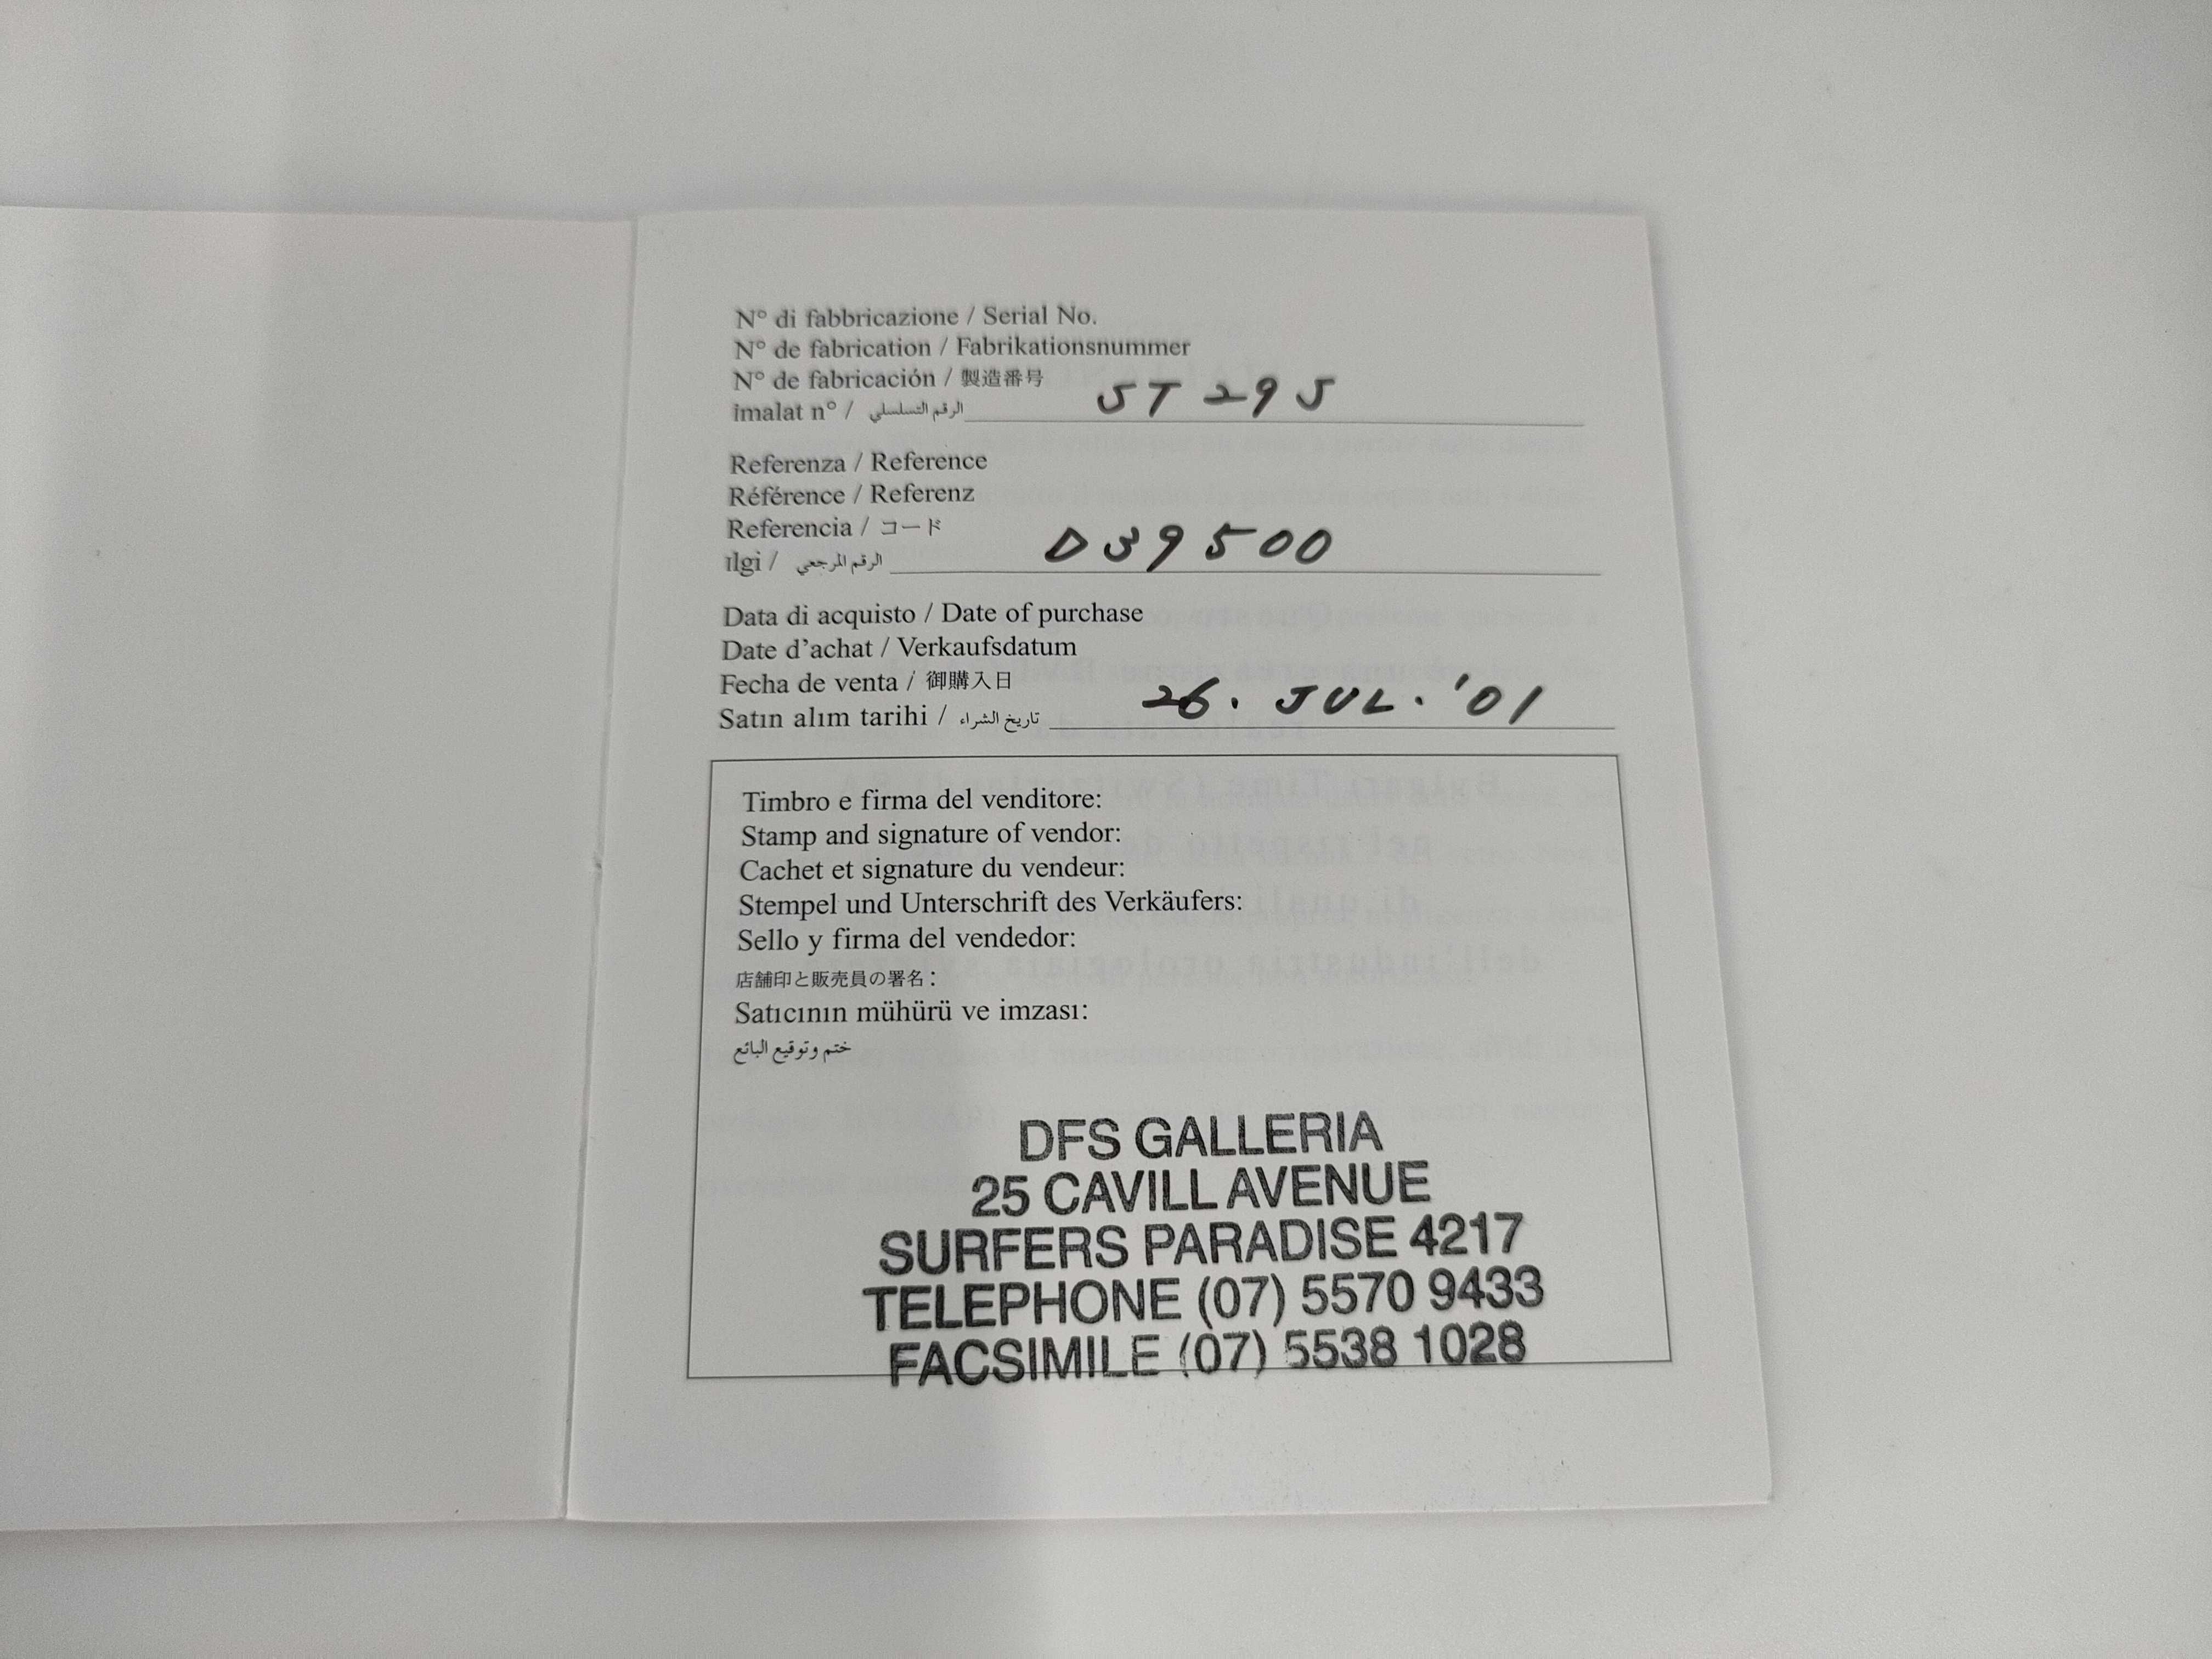 N° di fabbricazione / Serial No.
N° de fabrication / Fabrikationsnummer
N° de fabricación / 製造番号
imalat n° / الرقم التسلسلي ST 29 S
Referenza / Reference
Référence / Referenz
Referencia / コード
ılgi / الرقم المرجعي D39500
Data di acquisto / Date of purchase
Date d'achat / Verkaufsdatum
Fecha de venta / 御購入日
Satın alım tarihi / تاريخ الشراء 26. JUL. '01
Timbro e firma del venditore:
Stamp and signature of vendor:
Cachet et signature du vendeur:
Stempel und Unterschrift des Verkäufers:
Sello y firma del vendedor:
店舗印と販売員の署名：
Satıcının mühürü ve imzası:
ختم وتوقيع البائع
DFS GALLERIA
25 CAVILL AVENUE
SURFERS PARADISE 4217
TELEPHONE (07) 5570 9433
FACSIMILE (07) 5538 1028